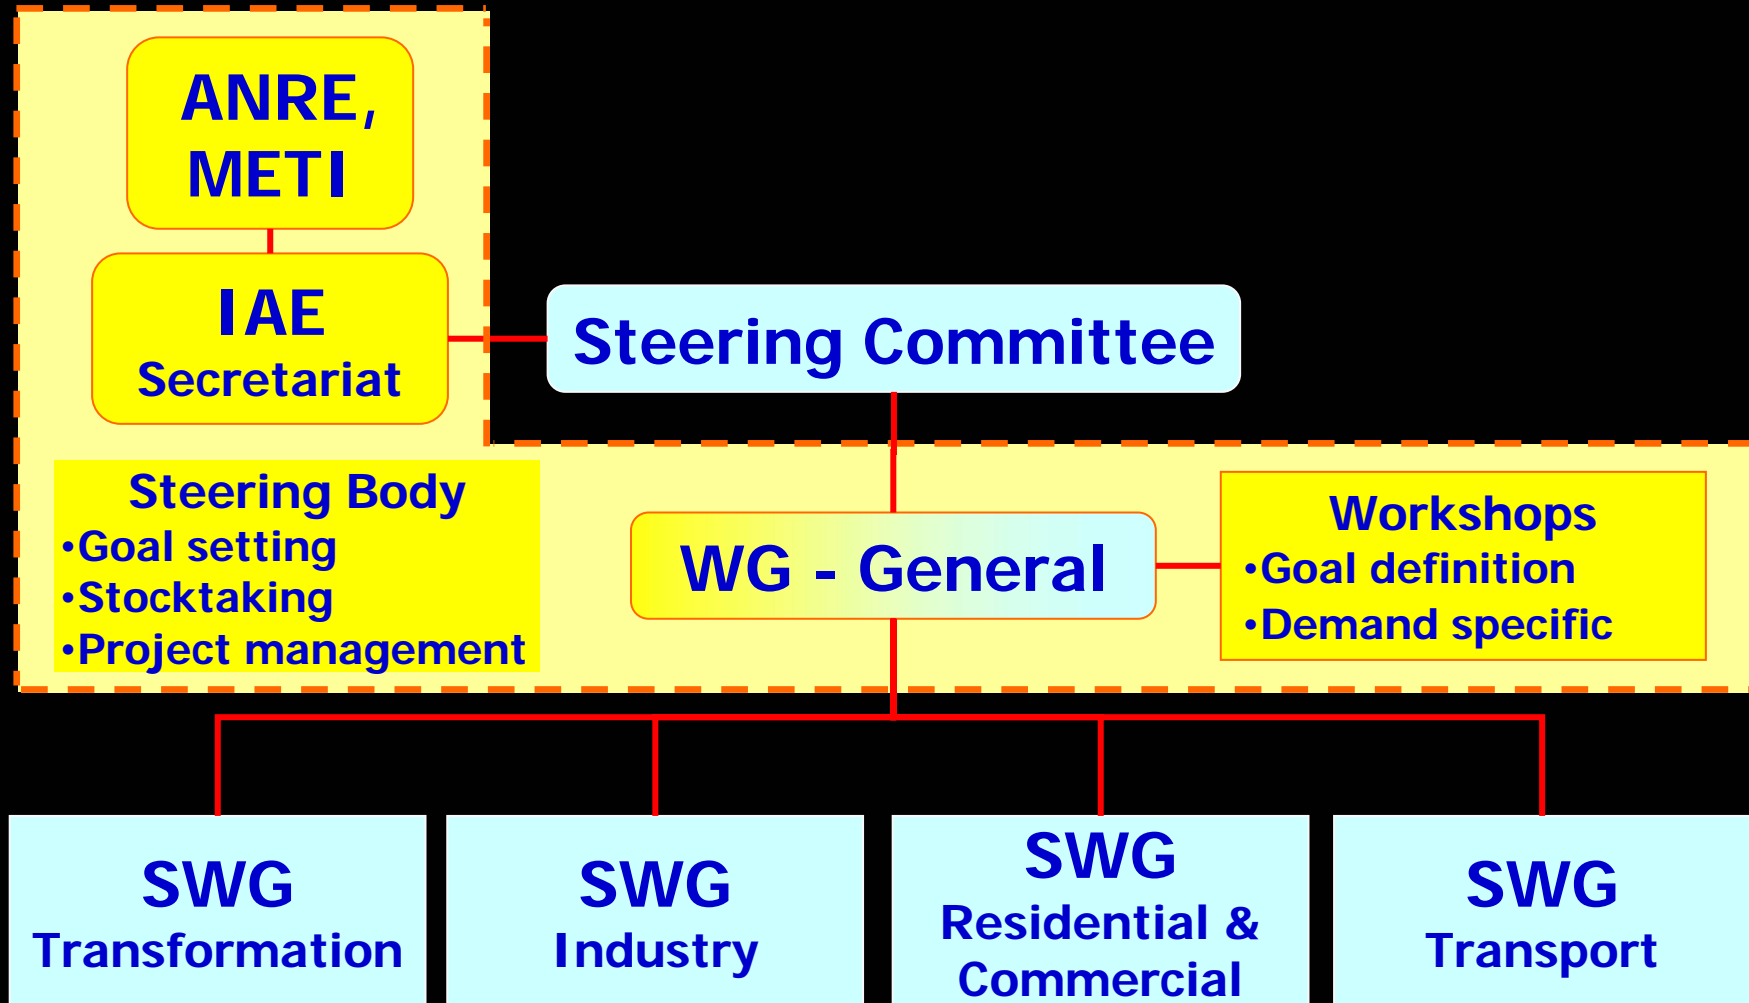 ANRE,
METI
IAE
Secretariat
Steering Committee
Steering Body
•Goal setting
•Stocktaking
•Project management
WG - General
Workshops
•Goal definition
•Demand specific
SWG
Transformation
SWG
Industry
SWG
Residential &
Commercial
SWG
Transport